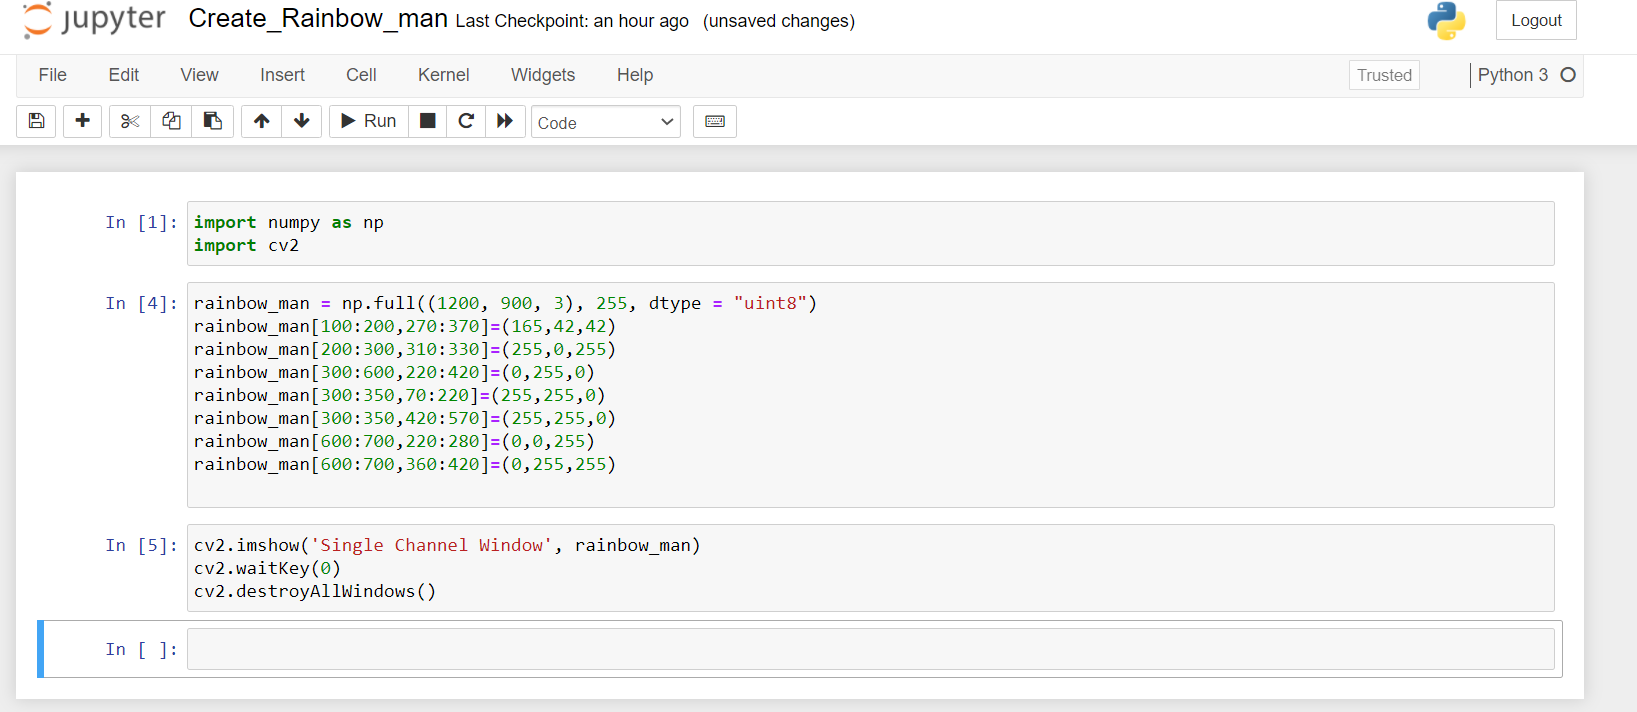 jupyter Create_Rainbow_man Last Checkpoint: an hour ago (unsaved changes) Logout
File Edit View Insert Cell Kernel Widgets Help Trusted Python 3
Run Code
In [1]: import numpy as np
import cv2
In [4]: rainbow_man = np.full((1200, 900, 3), 255, dtype = "uint8")
rainbow_man[100:200,270:370]=(165,42,42)
rainbow_man[200:300,310:330]=(255,0,255)
rainbow_man[300:600,220:420]=(0,255,0)
rainbow_man[300:350,70:220]=(255,255,0)
rainbow_man[300:350,420:570]=(255,255,0)
rainbow_man[600:700,220:280]=(0,0,255)
rainbow_man[600:700,360:420]=(0,255,255)
In [5]: cv2.imshow('Single Channel Window', rainbow_man)
cv2.waitKey(0)
cv2.destroyAllWindows()
In [ ]: